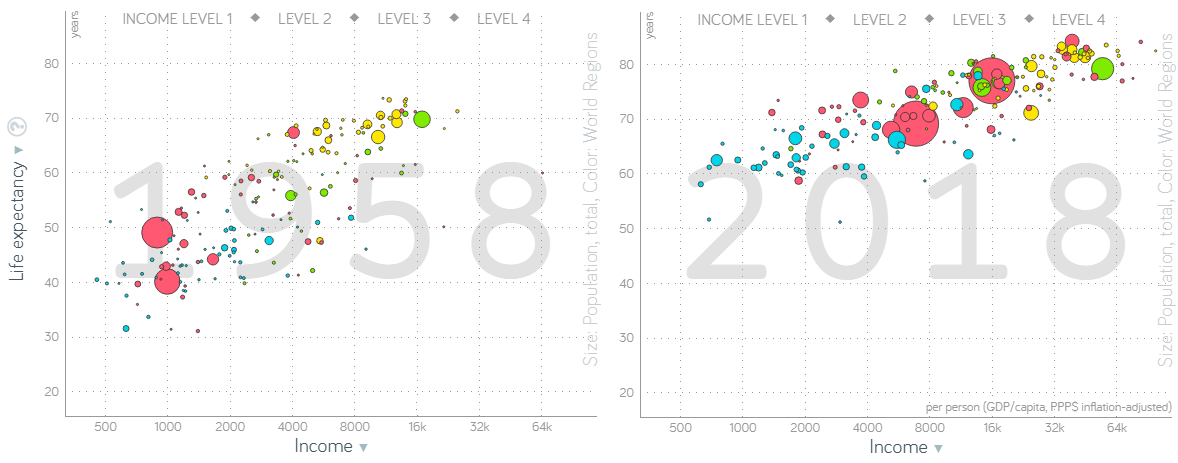 INCOME LEVEL 1 ◆ LEVEL 2 ◆ LEVEL 3 ◆ LEVEL 4
years
80
70
60
50
40
30
20
Life expectancy ▼ ?
1958
Size: Population, total, Color: World Regions
500 1000 2000 4000 8000 16k 32k 64k
Income ▼
INCOME LEVEL 1 ◆ LEVEL 2 ◆ LEVEL 3 ◆ LEVEL 4
years
80
70
60
50
40
30
20
2018
Size: Population, total, Color: World Regions
per person (GDP/capita, PPP$ inflation-adjusted)
500 1000 2000 4000 8000 16k 32k 64k
Income ▼